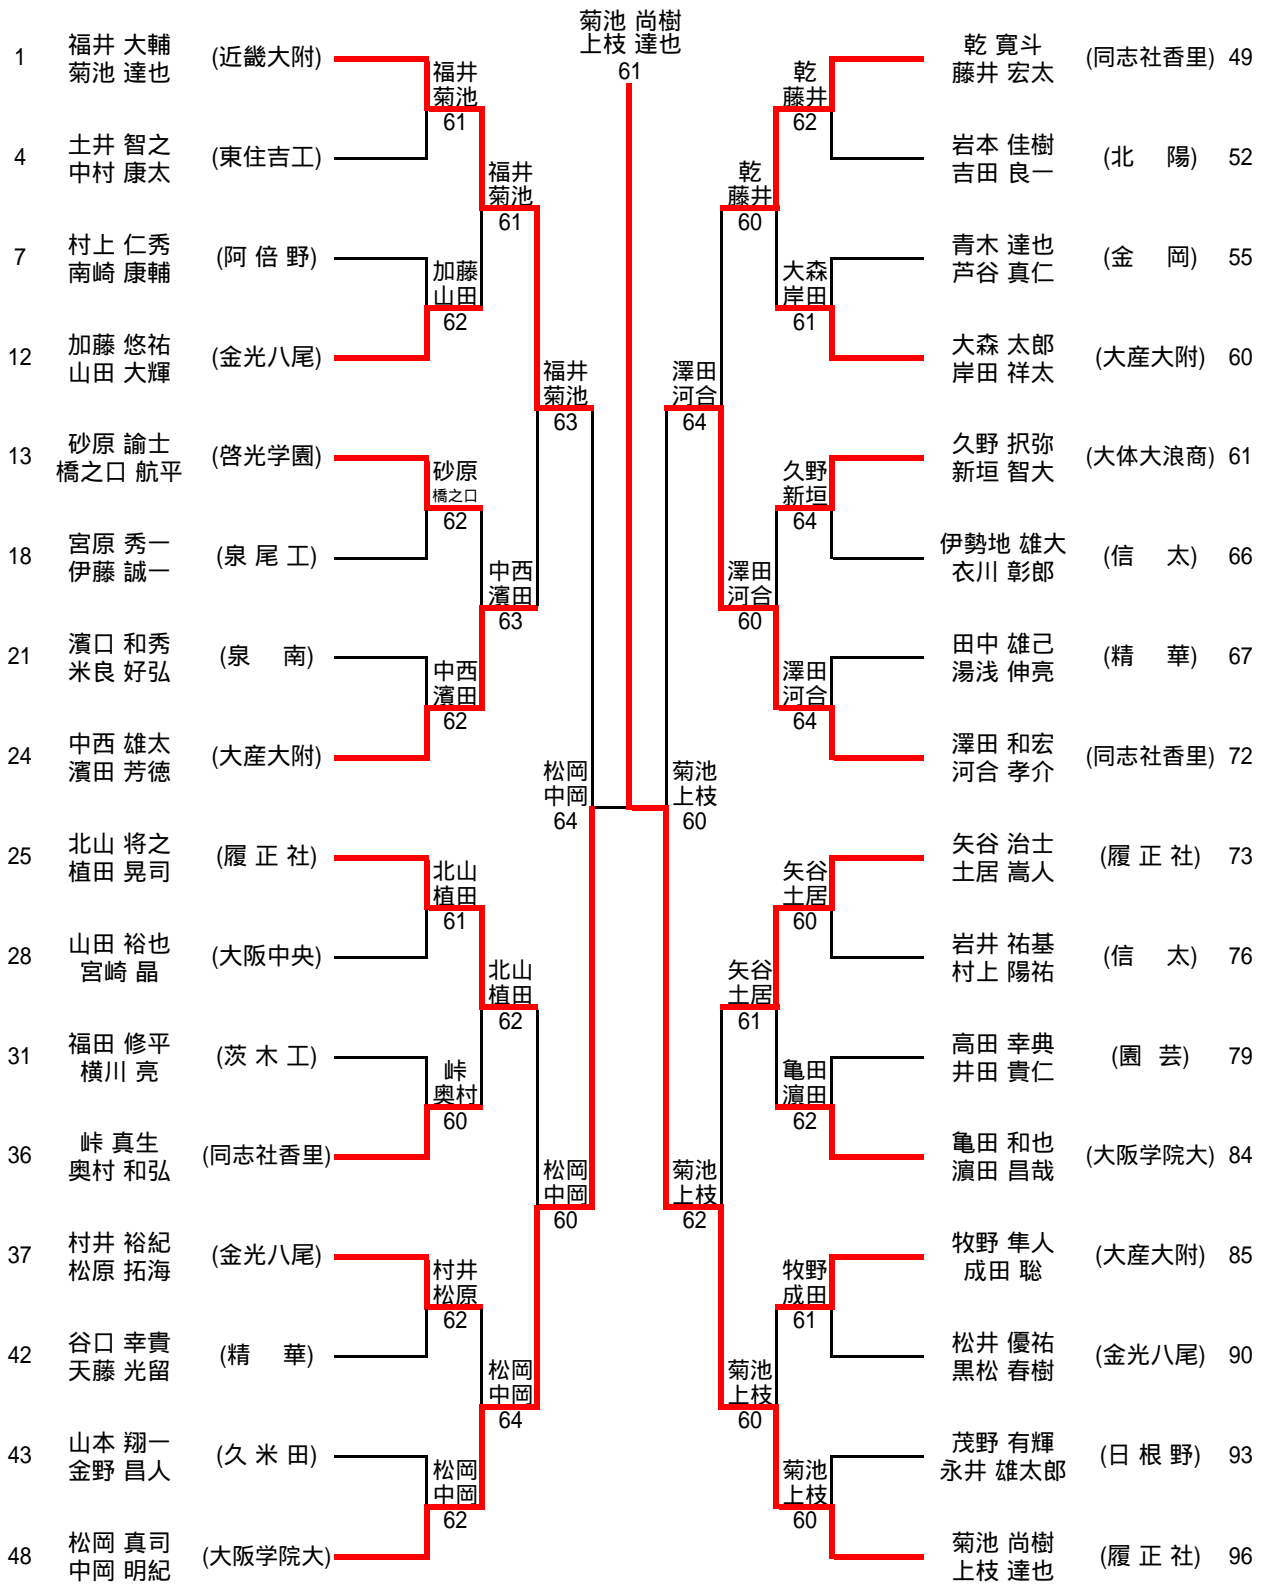 菊池 尚樹
上枝 達也
61
1 福井 大輔
菊池 達也 (近畿大附)
4 土井 智之
中村 康太 (東住吉工)
7 村上 仁秀
南崎 康輔 (阿 倍 野)
12 加藤 悠祐
山田 大輝 (金光八尾)
13 砂原 諭士
橋之口 航平 (啓光学園)
18 宮原 秀一
伊藤 誠一 (泉 尾 工)
21 濱口 和秀
米良 好弘 (泉 南)
24 中西 雄太
濱田 芳徳 (大産大附)
25 北山 将之
植田 晃司 (履 正 社)
28 山田 裕也
宮崎 晶 (大阪中央)
31 福田 修平
横川 亮 (茨 木 工)
36 峠 真生
奥村 和弘 (同志社香里)
37 村井 裕紀
松原 拓海 (金光八尾)
42 谷口 幸貴
天藤 光留 (精 華)
43 山本 翔一
金野 昌人 (久 米 田)
48 松岡 真司
中岡 明紀 (大阪学院大)
福井
菊池
61
加藤
山田
62
砂原
橋之口
62
中西
濱田
62
北山
植田
61
峠
奥村
60
村井
松原
62
松岡
中岡
62
福井
菊池
61
中西
濱田
63
北山
植田
62
松岡
中岡
64
福井
菊池
63
松岡
中岡
60
松岡
中岡
64
菊池
上枝
60
澤田
河合
64
菊池
上枝
62
乾
藤井
60
澤田
河合
60
矢谷
土居
61
菊池
上枝
60
乾
藤井
62
大森
岸田
61
久野
新垣
64
澤田
河合
64
矢谷
土居
60
亀田
濵田
62
牧野
成田
61
菊池
上枝
60
乾 寛斗
藤井 宏太 (同志社香里) 49
岩本 佳樹
吉田 良一 (北 陽) 52
青木 達也
芦谷 真仁 (金 岡) 55
大森 太郎
岸田 祥太 (大産大附) 60
久野 択弥
新垣 智大 (大体大浪商) 61
伊勢地 雄大
衣川 彰郎 (信 太) 66
田中 雄己
湯浅 伸亮 (精 華) 67
澤田 和宏
河合 孝介 (同志社香里) 72
矢谷 治士
土居 嵩人 (履 正 社) 73
岩井 祐基
村上 陽祐 (信 太) 76
高田 幸典
井田 貴仁 (園 芸) 79
亀田 和也
濵田 昌哉 (大阪学院大) 84
牧野 隼人
成田 聡 (大産大附) 85
松井 優祐
黒松 春樹 (金光八尾) 90
茂野 有輝
永井 雄太郎 (日 根 野) 93
菊池 尚樹
上枝 達也 (履 正 社) 96